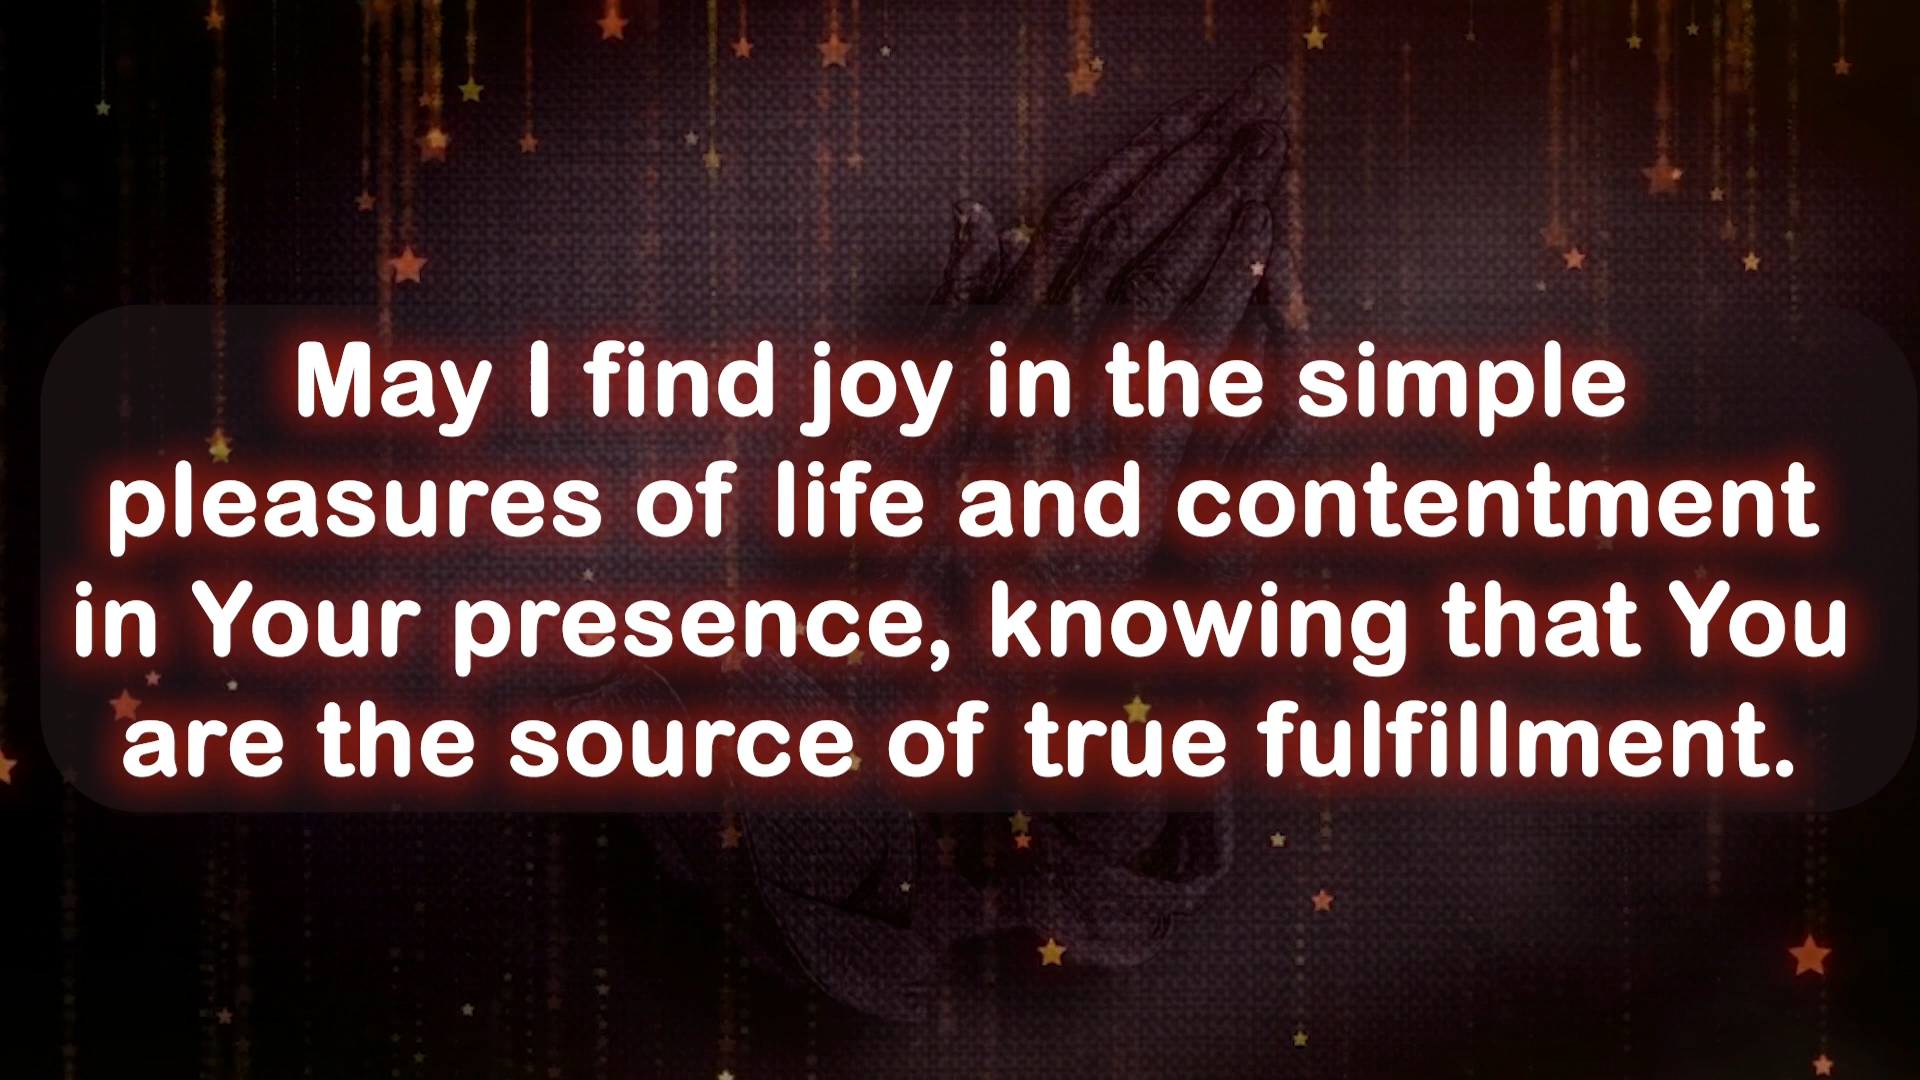 May I find joy in the simple
pleasures of life and contentment
in Your presence, knowing that You
are the source of true fulfillment.